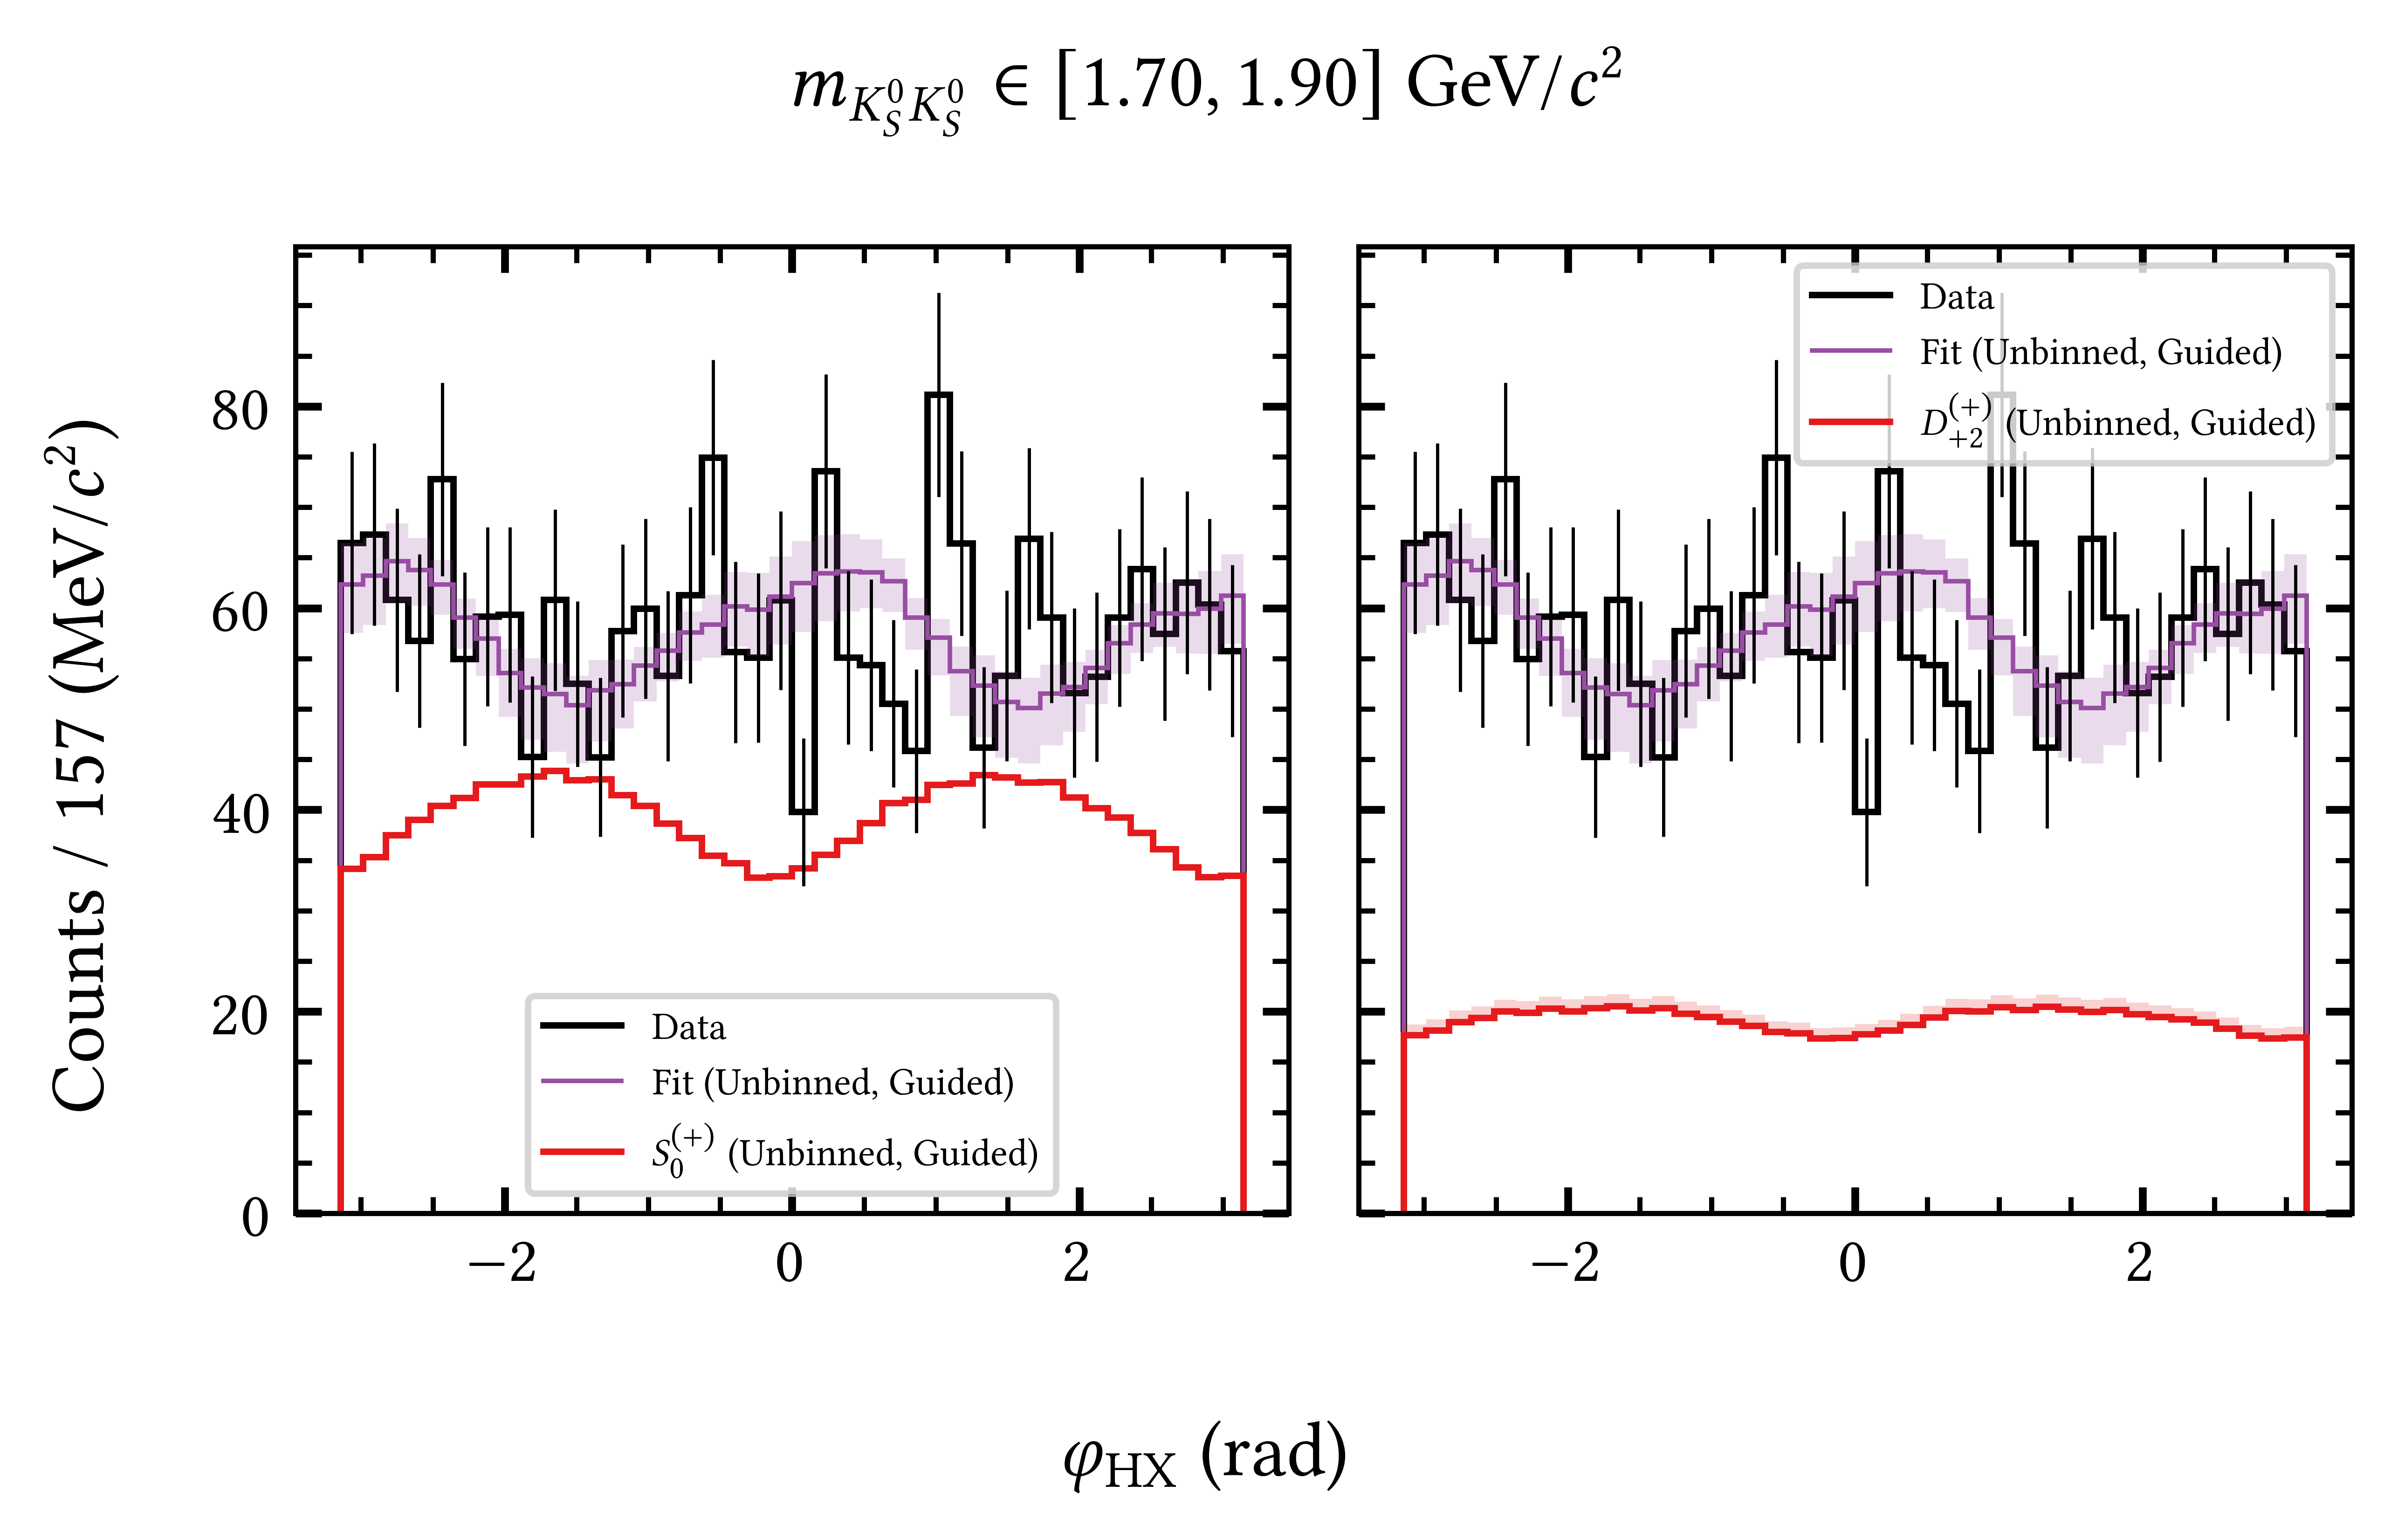 m_{K_S^0 K_S^0} ∈ [1.70, 1.90] GeV/c²
Counts / 157 (MeV/c²)
80
60
40
20
0
Data
Fit (Unbinned, Guided)
S_0^{(+)} (Unbinned, Guided)
−2
0
2
Data
Fit (Unbinned, Guided)
D_{+2}^{(+)} (Unbinned, Guided)
−2
0
2
φ_{HX} (rad)